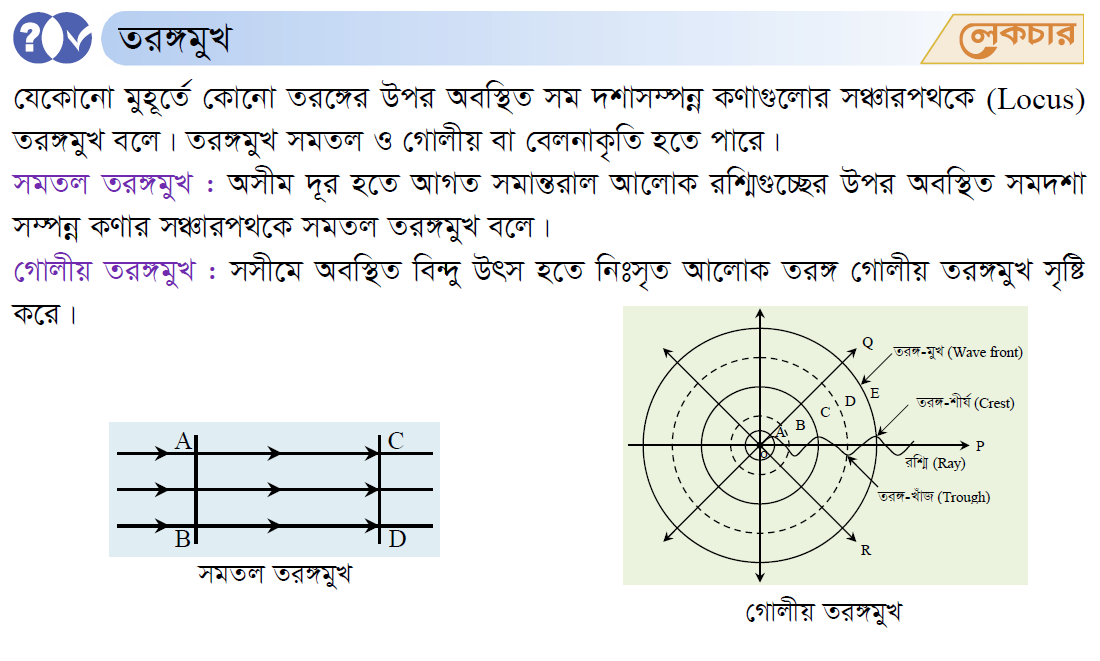 তরঙ্গমুখ
লেকচার
যেকোনো মুহূর্তে কোনো তরঙ্গের উপর অবস্থিত সম দশাসম্পন্ন কণাগুলোর সঞ্চারপথকে (Locus)
তরঙ্গমুখ বলে। তরঙ্গমুখ সমতল ও গোলীয় বা বেলনাকৃতি হতে পারে।
সমতল তরঙ্গমুখ : অসীম দূর হতে আগত সমান্তরাল আলোক রশ্মিগুচ্ছের উপর অবস্থিত সমদশা
সম্পন্ন কণার সঞ্চারপথকে সমতল তরঙ্গমুখ বলে।
গোলীয় তরঙ্গমুখ : সসীমে অবস্থিত বিন্দু উৎস হতে নিঃসৃত আলোক তরঙ্গ গোলীয় তরঙ্গমুখ সৃষ্টি
করে।
A C
B D
সমতল তরঙ্গমুখ
Q
তরঙ্গ-মুখ (Wave front)
E
D
তরঙ্গ-শীর্ষ (Crest)
C
B
A
P
O
রশ্মি (Ray)
তরঙ্গ-খাঁজ (Trough)
R
গোলীয় তরঙ্গমুখ